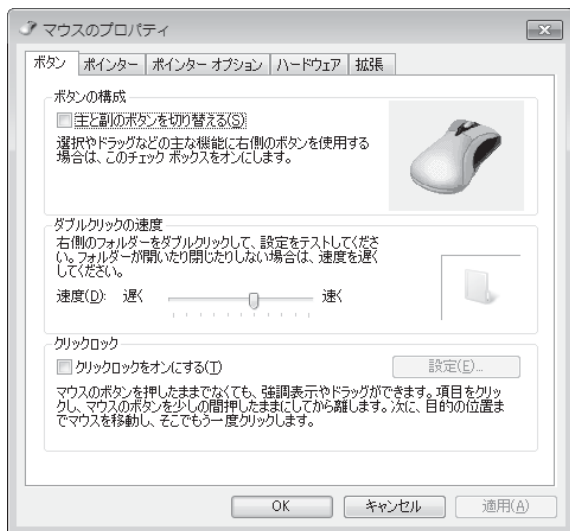 マウスのプロパティ
ボタン ポインター ポインター オプション ハードウェア 拡張
ボタンの構成
主と副のボタンを切り替える(S)
選択やドラッグなどの主な機能に右側のボタンを使用する
場合は、このチェック ボックスをオンにします。
ダブルクリックの速度
右側のフォルダーをダブルクリックして、設定をテストしてくださ
い。フォルダーが開いたり閉じたりしない場合は、速度を遅く
してください。
速度(D): 遅く 速く
クリックロック
クリックロックをオンにする(T) 設定(E)...
マウスのボタンを押したままでなくても、強調表示やドラッグができます。項目をクリッ
クし、マウスのボタンを少しの間押したままにしてから離します。次に、目的の位置ま
でマウスを移動し、そこでもう一度クリックします。
OK キャンセル 適用(A)